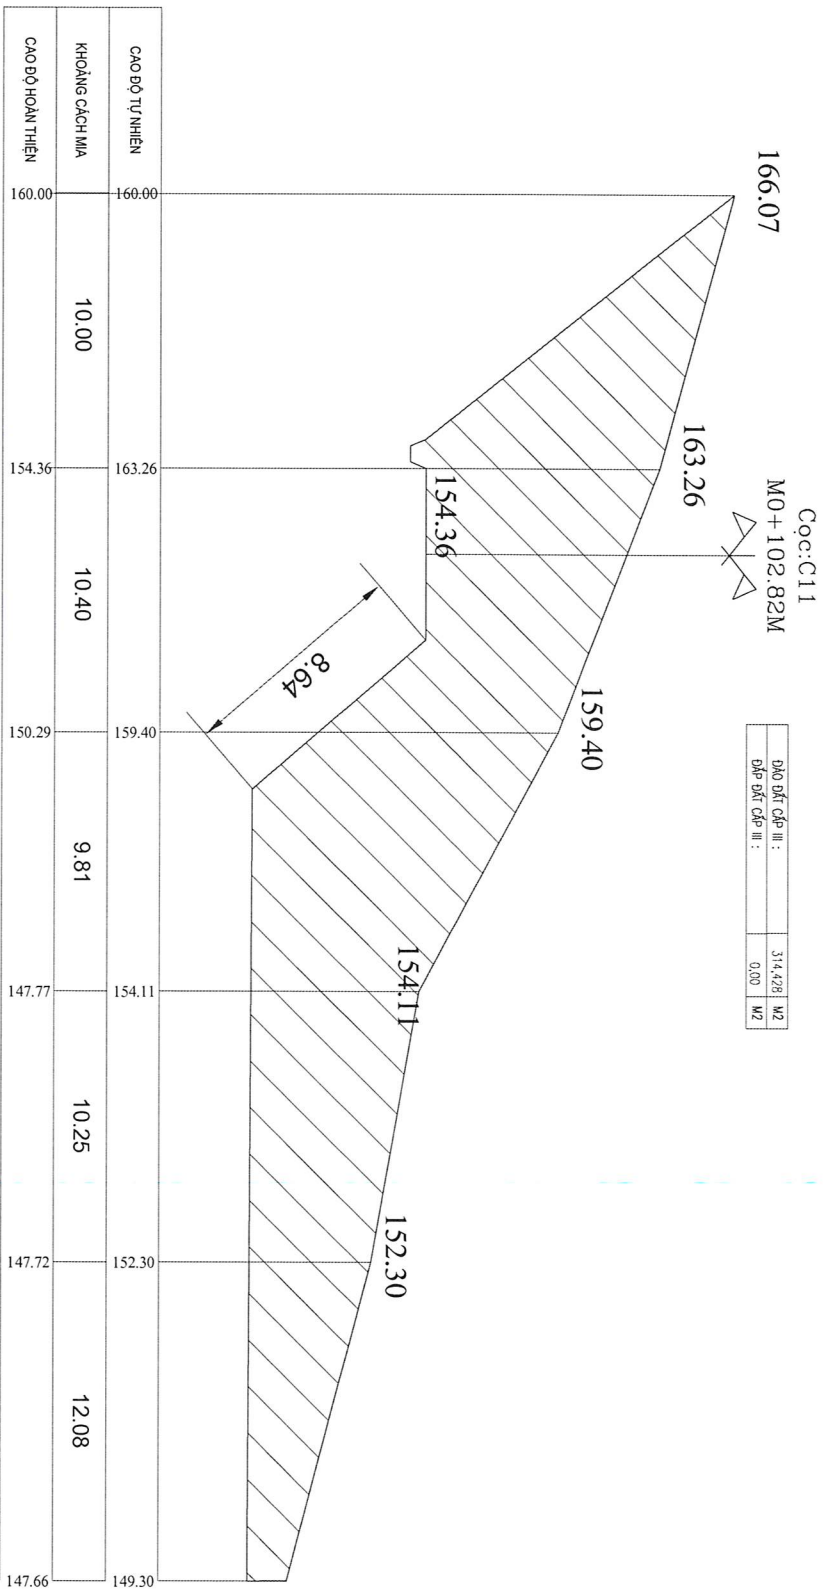 Cọc:C11
M0+102.82M
ĐÀO ĐẤT CẤP III : 314,428 M2
ĐẮP ĐẤT CẤP III : 0,00 M2
166.07
163.26
159.40
154.36
154.11
152.30
8.64
CAO ĐỘ TỰ NHIÊN 160.00 163.26 159.40 154.11 152.30 149.30
KHOẢNG CÁCH MIA 10.00 10.40 9.81 10.25 12.08
CAO ĐỘ HOÀN THIỆN 160.00 154.36 150.29 147.77 147.72 147.66